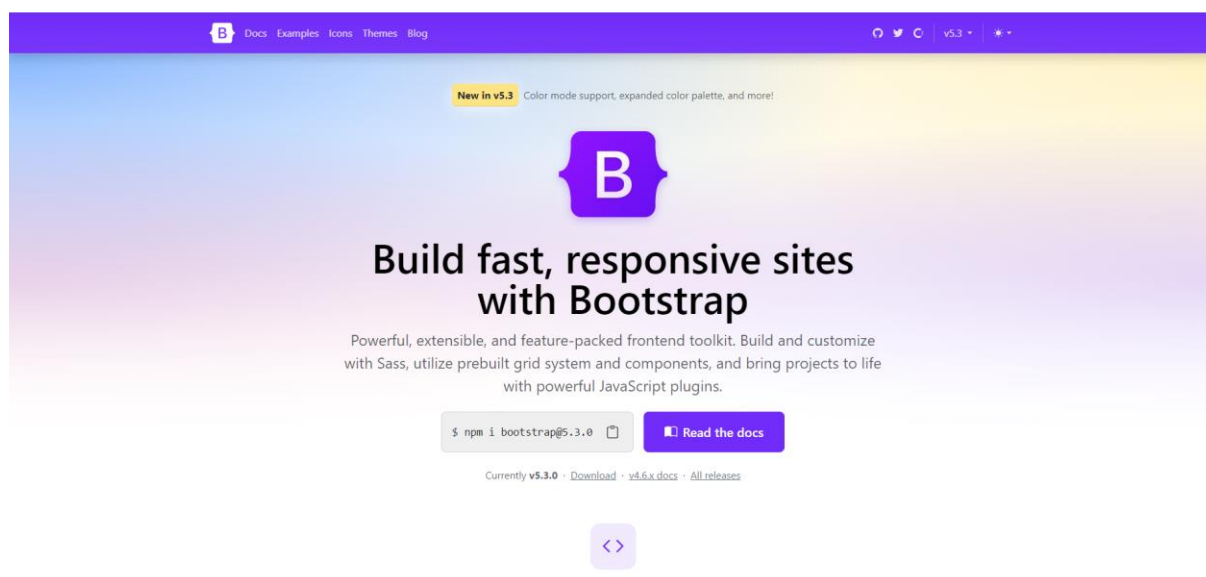 B Docs Examples Icons Themes Blog v5.3
New in v5.3 Color mode support, expanded color palette, and more!
B
Build fast, responsive sites
with Bootstrap
Powerful, extensible, and feature-packed frontend toolkit. Build and customize
with Sass, utilize prebuilt grid system and components, and bring projects to life
with powerful JavaScript plugins.
$ npm i bootstrap@5.3.0 Read the docs
Currently v5.3.0 · Download · v4.6.x docs · All releases